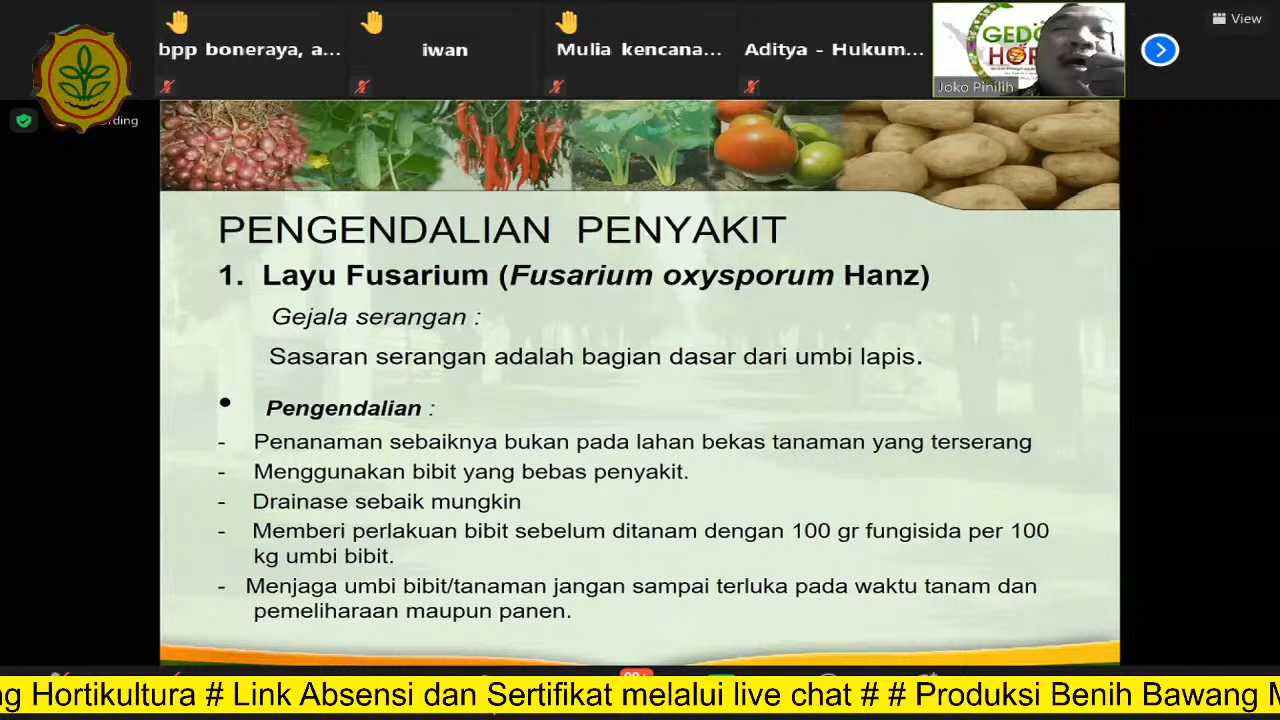 bpp boneraya, a...
iwan
Mulia kencana...
Aditya - Hukum...
View
Joko Pinilih
PENGENDALIAN PENYAKIT
1. Layu Fusarium (Fusarium oxysporum Hanz)
Gejala serangan :
Sasaran serangan adalah bagian dasar dari umbi lapis.
• Pengendalian :
- Penanaman sebaiknya bukan pada lahan bekas tanaman yang terserang
- Menggunakan bibit yang bebas penyakit.
- Drainase sebaik mungkin
- Memberi perlakuan bibit sebelum ditanam dengan 100 gr fungisida per 100
kg umbi bibit.
- Menjaga umbi bibit/tanaman jangan sampai terluka pada waktu tanam dan
pemeliharaan maupun panen.
Hortikultura # Link Absensi dan Sertifikat melalui live chat # # Produksi Benih Bawang